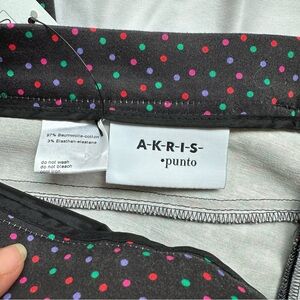 97% Baumwolle-cotton
3% Elasthan-elastane
do not wash
do not bleach
A-K-R-I-S-
•punto